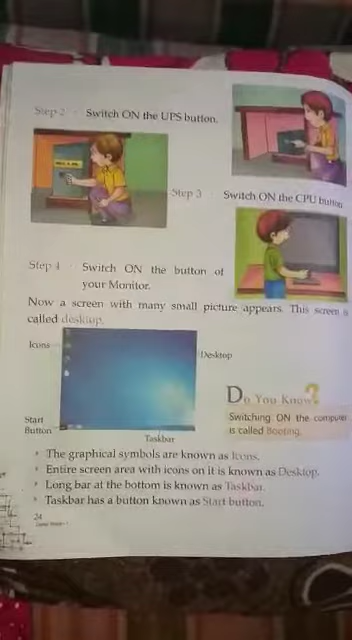 Step 2 : Switch ON the UPS button.
Step 3 : Switch ON the CPU button
Step 4 : Switch ON the button of
your Monitor.
Now a screen with many small picture appears. This screen is
called desktop.
Icons
Desktop
Start
Button
Taskbar
Do You Know?
Switching ON the computer
is called Booting.
The graphical symbols are known as Icons.
Entire screen area with icons on it is known as Desktop.
Long bar at the bottom is known as Taskbar.
Taskbar has a button known as Start button.
24